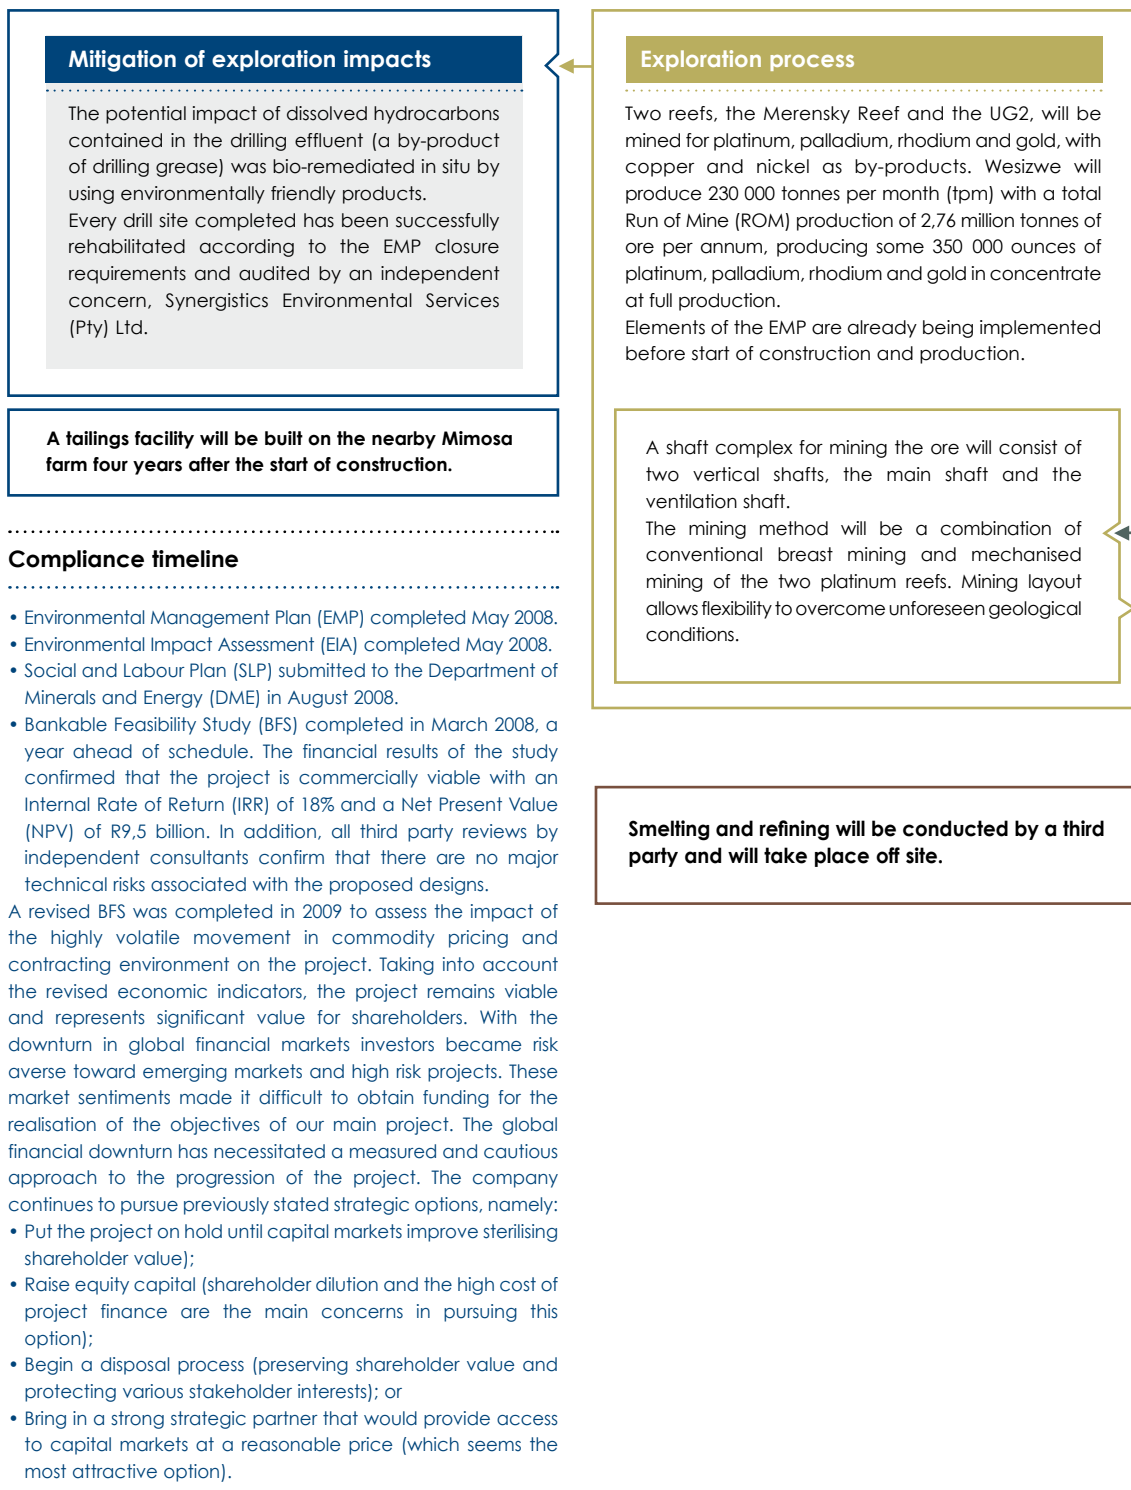 Mitigation of exploration impacts
The potential impact of dissolved hydrocarbons
contained in the drilling effluent (a by-product
of drilling grease) was bio-remediated in situ by
using environmentally friendly products.
Every drill site completed has been successfully
rehabilitated according to the EMP closure
requirements and audited by an independent
concern, Synergistics Environmental Services
(Pty) Ltd.
A tailings facility will be built on the nearby Mimosa
farm four years after the start of construction.
Compliance timeline
• Environmental Management Plan (EMP) completed May 2008.
• Environmental Impact Assessment (EIA) completed May 2008.
• Social and Labour Plan (SLP) submitted to the Department of
Minerals and Energy (DME) in August 2008.
• Bankable Feasibility Study (BFS) completed in March 2008, a
year ahead of schedule. The financial results of the study
confirmed that the project is commercially viable with an
Internal Rate of Return (IRR) of 18% and a Net Present Value
(NPV) of R9,5 billion. In addition, all third party reviews by
independent consultants confirm that there are no major
technical risks associated with the proposed designs.
A revised BFS was completed in 2009 to assess the impact of
the highly volatile movement in commodity pricing and
contracting environment on the project. Taking into account
the revised economic indicators, the project remains viable
and represents significant value for shareholders. With the
downturn in global financial markets investors became risk
averse toward emerging markets and high risk projects. These
market sentiments made it difficult to obtain funding for the
realisation of the objectives of our main project. The global
financial downturn has necessitated a measured and cautious
approach to the progression of the project. The company
continues to pursue previously stated strategic options, namely:
• Put the project on hold until capital markets improve sterilising
shareholder value);
• Raise equity capital (shareholder dilution and the high cost of
project finance are the main concerns in pursuing this
option);
• Begin a disposal process (preserving shareholder value and
protecting various stakeholder interests); or
• Bring in a strong strategic partner that would provide access
to capital markets at a reasonable price (which seems the
most attractive option).
Exploration process
Two reefs, the Merensky Reef and the UG2, will be
mined for platinum, palladium, rhodium and gold, with
copper and nickel as by-products. Wesizwe will
produce 230 000 tonnes per month (tpm) with a total
Run of Mine (ROM) production of 2,76 million tonnes of
ore per annum, producing some 350 000 ounces of
platinum, palladium, rhodium and gold in concentrate
at full production.
Elements of the EMP are already being implemented
before start of construction and production.
A shaft complex for mining the ore will consist of
two vertical shafts, the main shaft and the
ventilation shaft.
The mining method will be a combination of
conventional breast mining and mechanised
mining of the two platinum reefs. Mining layout
allows flexibility to overcome unforeseen geological
conditions.
Smelting and refining will be conducted by a third
party and will take place off site.